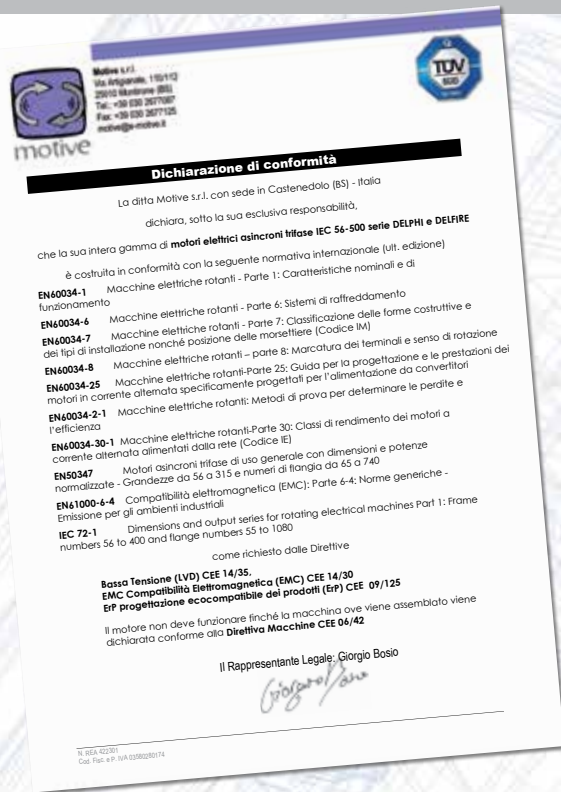 motive
Motive s.r.l.
Via Artigianale, 110/112
25010 Montirone (BS)
Tel.: +39 030 2677087
Fax: +39 030 2677125
motive@e-motive.it
TÜV
SÜD
Dichiarazione di conformità
La ditta Motive s.r.l. con sede in Castenedolo (BS) - Italia
dichiara, sotto la sua esclusiva responsabilità,
che la sua intera gamma di motori elettrici asincroni trifase IEC 56-500 serie DELPHI e DELFIRE
è costruita in conformità con la seguente normativa internazionale (ult. edizione)
EN60034-1 Macchine elettriche rotanti - Parte 1: Caratteristiche nominali e di
funzionamento
EN60034-6 Macchine elettriche rotanti - Parte 6: Sistemi di raffreddamento
EN60034-7 Macchine elettriche rotanti - Parte 7: Classificazione delle forme costruttive e
dei tipi di installazione nonché posizione delle morsettiere (Codice IM)
EN60034-8 Macchine elettriche rotanti – parte 8: Marcatura dei terminali e senso di rotazione
EN60034-25 Macchine elettriche rotanti-Parte 25: Guida per la progettazione e le prestazioni dei
motori in corrente alternata specificamente progettati per l'alimentazione da convertitori
EN60034-2-1 Macchine elettriche rotanti: Metodi di prova per determinare le perdite e
l'efficienza
EN60034-30-1 Macchine elettriche rotanti-Parte 30: Classi di rendimento dei motori a
corrente alternata alimentati dalla rete (Codice IE)
EN50347 Motori asincroni trifase di uso generale con dimensioni e potenze
normalizzate - Grandezze da 56 a 315 e numeri di flangia da 65 a 740
EN61000-6-4 Compatibilità elettromagnetica (EMC): Parte 6-4: Norme generiche -
Emissione per gli ambienti industriali
IEC 72-1 Dimensions and output series for rotating electrical machines Part 1: Frame
numbers 56 to 400 and flange numbers 55 to 1080
come richiesto dalle Direttive
Bassa Tensione (LVD) CEE 14/35,
EMC Compatibilità Elettromagnetica (EMC) CEE 14/30
ErP progettazione ecocompatibile dei prodotti (ErP) CEE 09/125
Il motore non deve funzionare finché la macchina ove viene assemblato viene
dichiarata conforme alla Direttiva Macchine CEE 06/42
Il Rappresentante Legale: Giorgio Bosio
Giorgio Bosio
N. REA 422301
Cod. Fisc. e P. IVA 03580280174